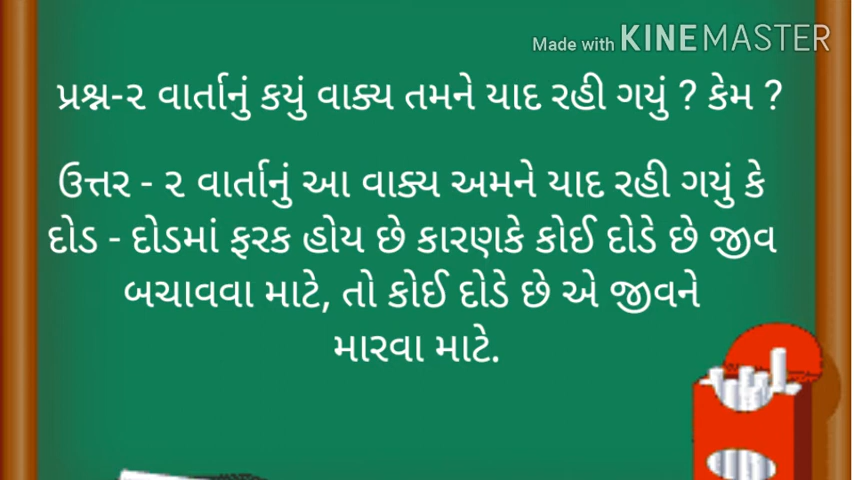 Made with KINEMASTER
પ્રશ્ન-૨ વાર્તાનું કયું વાક્ય તમને યાદ રહી ગયું ? કેમ ?
ઉત્તર - ૨ વાર્તાનું આ વાક્ય અમને યાદ રહી ગયું કે
દોડ - દોડમાં ફરક હોય છે કારણકે કોઈ દોડે છે જીવ
બચાવવા માટે, તો કોઈ દોડે છે એ જીવને
મારવા માટે.